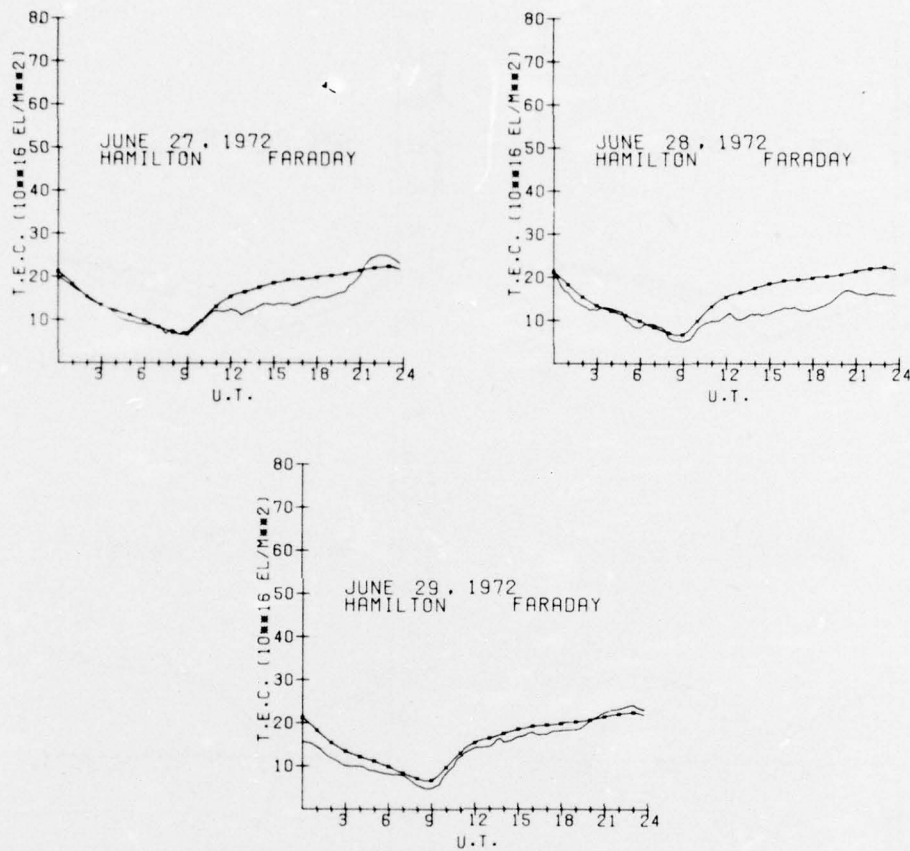 80
70
60
50
40
30
20
10
T.E.C. (10**16 EL/M**2)
JUNE 27, 1972
HAMILTON FARADAY
3 6 9 12 15 18 21 24
U.T.
80
70
60
50
40
30
20
10
T.E.C. (10**16 EL/M**2)
JUNE 28, 1972
HAMILTON FARADAY
3 6 9 12 15 18 21 24
U.T.
80
70
60
50
40
30
20
10
T.E.C. (10**16 EL/M**2)
JUNE 29, 1972
HAMILTON FARADAY
3 6 9 12 15 18 21 24
U.T.